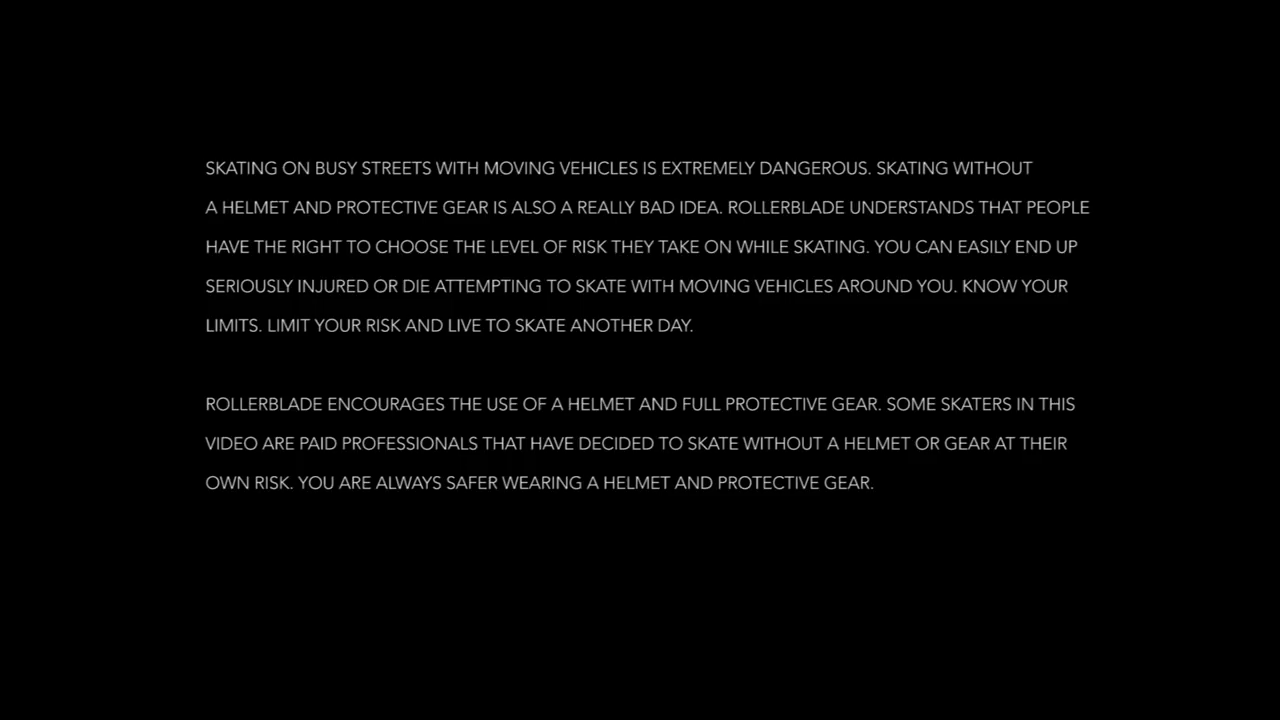 SKATING ON BUSY STREETS WITH MOVING VEHICLES IS EXTREMELY DANGEROUS. SKATING WITHOUT
A HELMET AND PROTECTIVE GEAR IS ALSO A REALLY BAD IDEA. ROLLERBLADE UNDERSTANDS THAT PEOPLE
HAVE THE RIGHT TO CHOOSE THE LEVEL OF RISK THEY TAKE ON WHILE SKATING. YOU CAN EASILY END UP
SERIOUSLY INJURED OR DIE ATTEMPTING TO SKATE WITH MOVING VEHICLES AROUND YOU. KNOW YOUR
LIMITS. LIMIT YOUR RISK AND LIVE TO SKATE ANOTHER DAY.
ROLLERBLADE ENCOURAGES THE USE OF A HELMET AND FULL PROTECTIVE GEAR. SOME SKATERS IN THIS
VIDEO ARE PAID PROFESSIONALS THAT HAVE DECIDED TO SKATE WITHOUT A HELMET OR GEAR AT THEIR
OWN RISK. YOU ARE ALWAYS SAFER WEARING A HELMET AND PROTECTIVE GEAR.